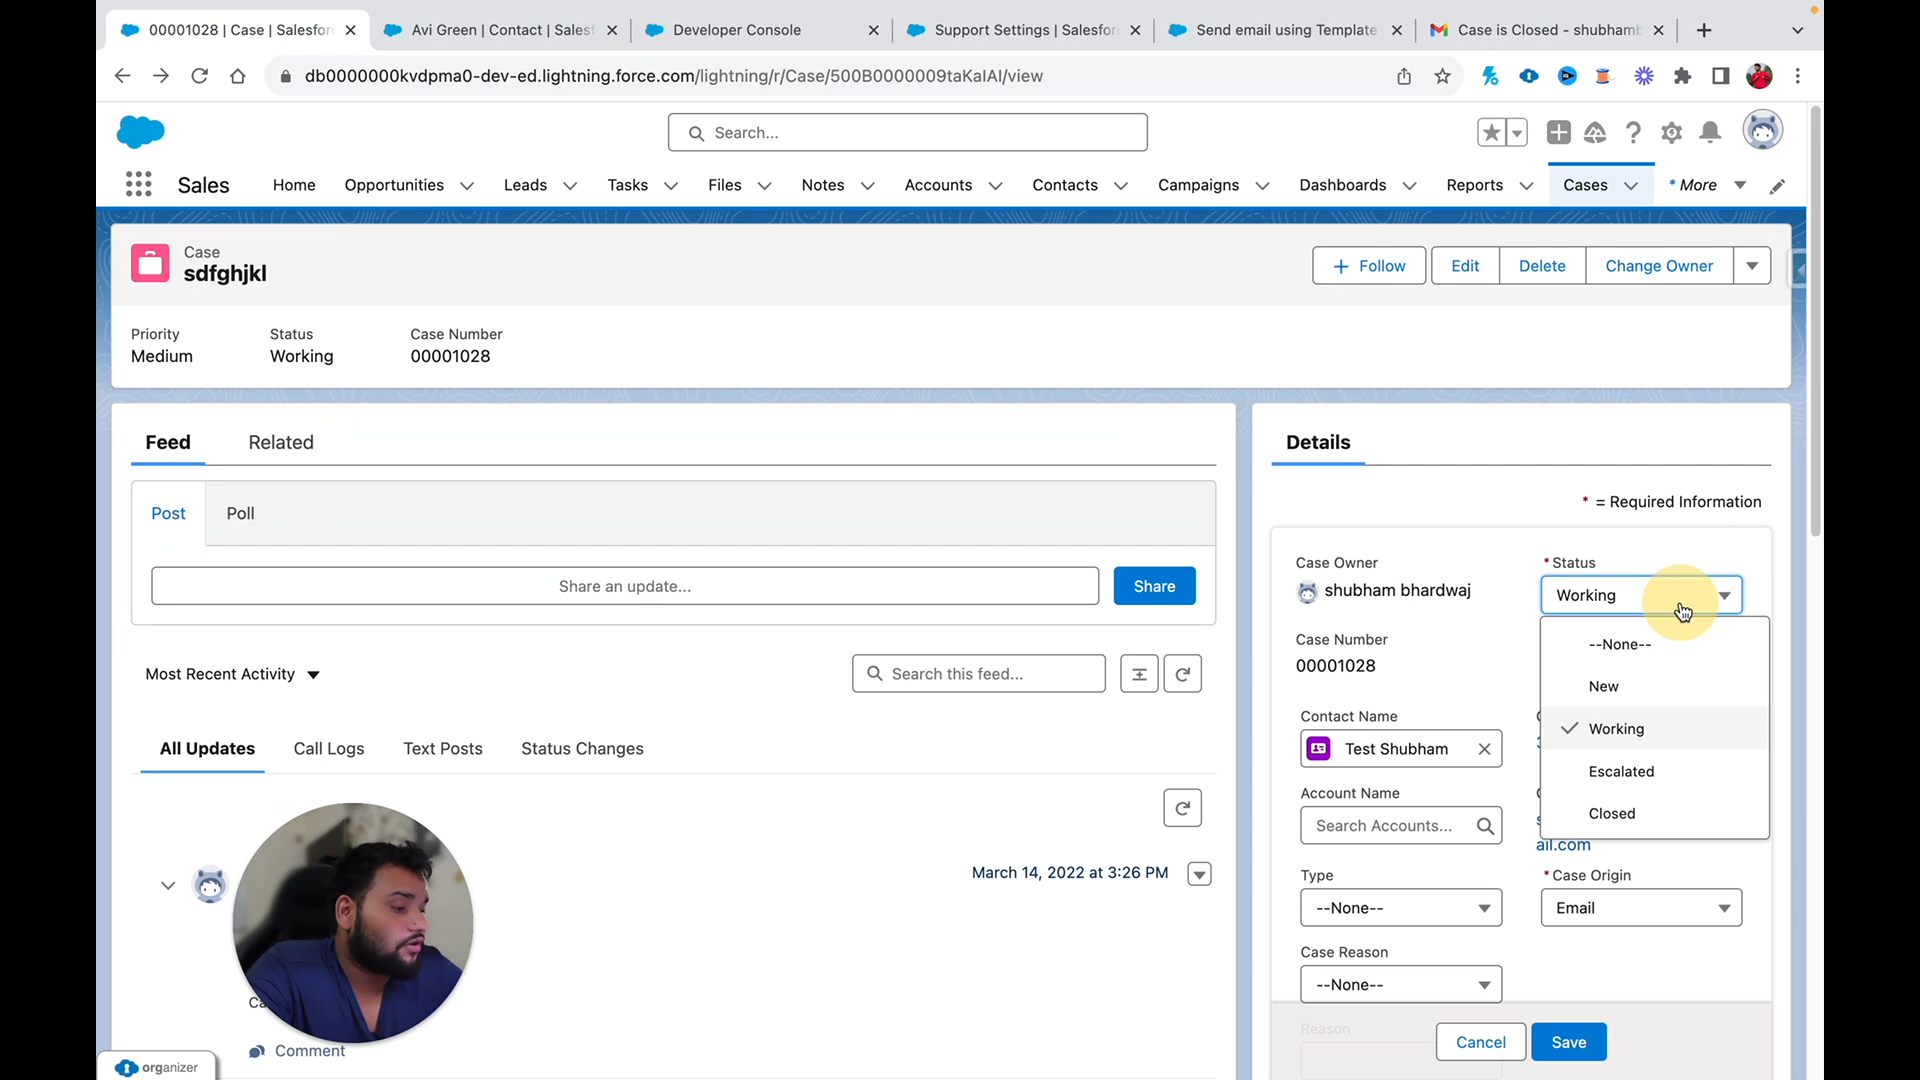 00001028 | Case | Salesfor
Avi Green | Contact | Salesf
Developer Console
Support Settings | Salesfor
Send email using Template
Case is Closed - shubhamb
db0000000kvdpma0-dev-ed.lightning.force.com/lightning/r/Case/500B0000009taKaIAI/view
Search...
Sales
Home
Opportunities
Leads
Tasks
Files
Notes
Accounts
Contacts
Campaigns
Dashboards
Reports
Cases
* More
Case
sdfghjkl
Follow
Edit
Delete
Change Owner
Priority
Status
Case Number
Medium
Working
00001028
Feed
Related
Post
Poll
Share an update...
Share
Most Recent Activity
Search this feed...
All Updates
Call Logs
Text Posts
Status Changes
March 14, 2022 at 3:26 PM
Comment
organizer
Details
* = Required Information
Case Owner
shubham bhardwaj
* Status
Working
--None--
New
Working
Escalated
Closed
Case Number
00001028
Contact Name
Test Shubham
Account Name
Search Accounts...
ail.com
Type
--None--
* Case Origin
Email
Case Reason
--None--
Reason
Cancel
Save